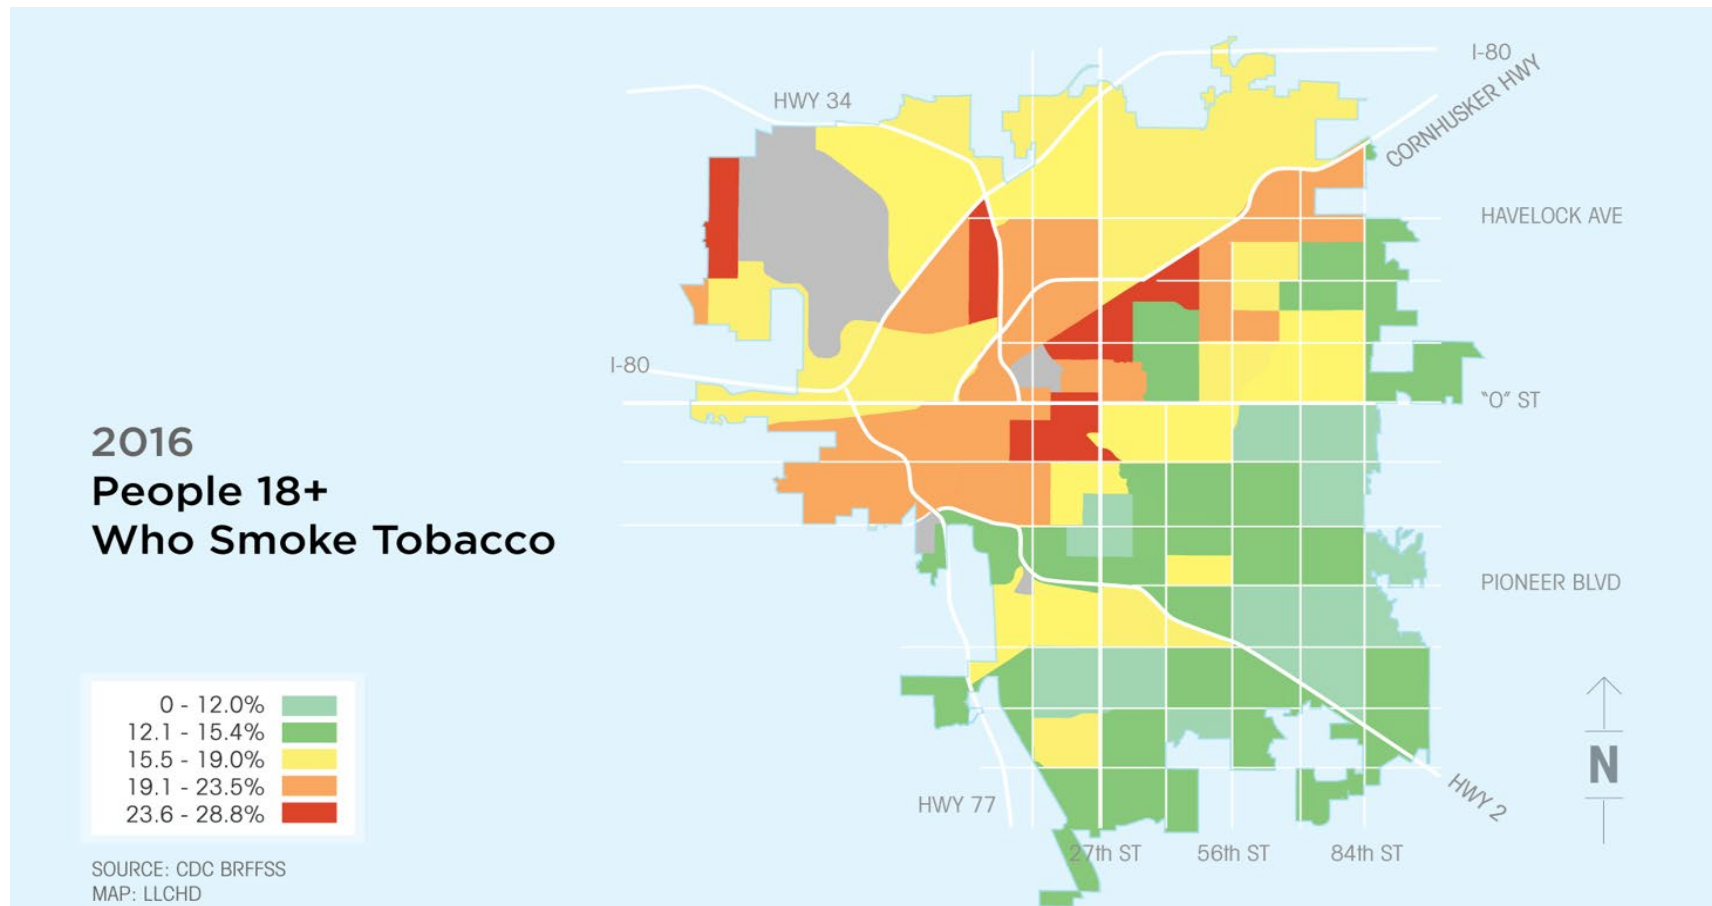 I-80
HWY 34
CORNHUSKER HWY
HAVELOCK AVE
I-80
"O" ST
2016
People 18+
Who Smoke Tobacco
PIONEER BLVD
0 - 12.0%
12.1 - 15.4%
15.5 - 19.0%
19.1 - 23.5%
23.6 - 28.8%
N
HWY 77
HWY 2
27th ST
56th ST
84th ST
SOURCE: CDC BRFFSS
MAP: LLCHD